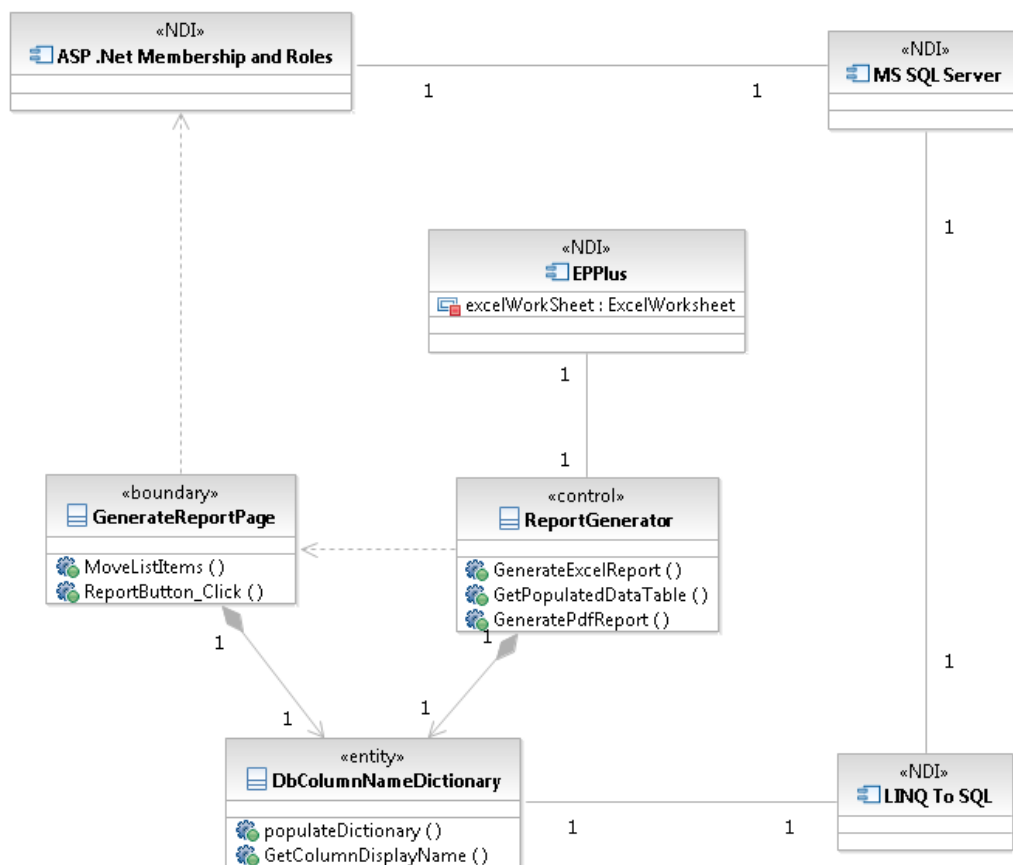 «NDI»
ASP .Net Membership and Roles
«NDI»
MS SQL Server
1
1
1
«NDI»
EPPlus
excelWorkSheet : ExcelWorksheet
1
1
«boundary»
GenerateReportPage
MoveListItems ()
ReportButton_Click ()
«control»
ReportGenerator
GenerateExcelReport ()
GetPopulatedDataTable ()
GeneratePdfReport ()
1
1
1
1
1
«entity»
DbColumnNameDictionary
populateDictionary ()
GetColumnDisplayName ()
1
1
«NDI»
LINQ To SQL